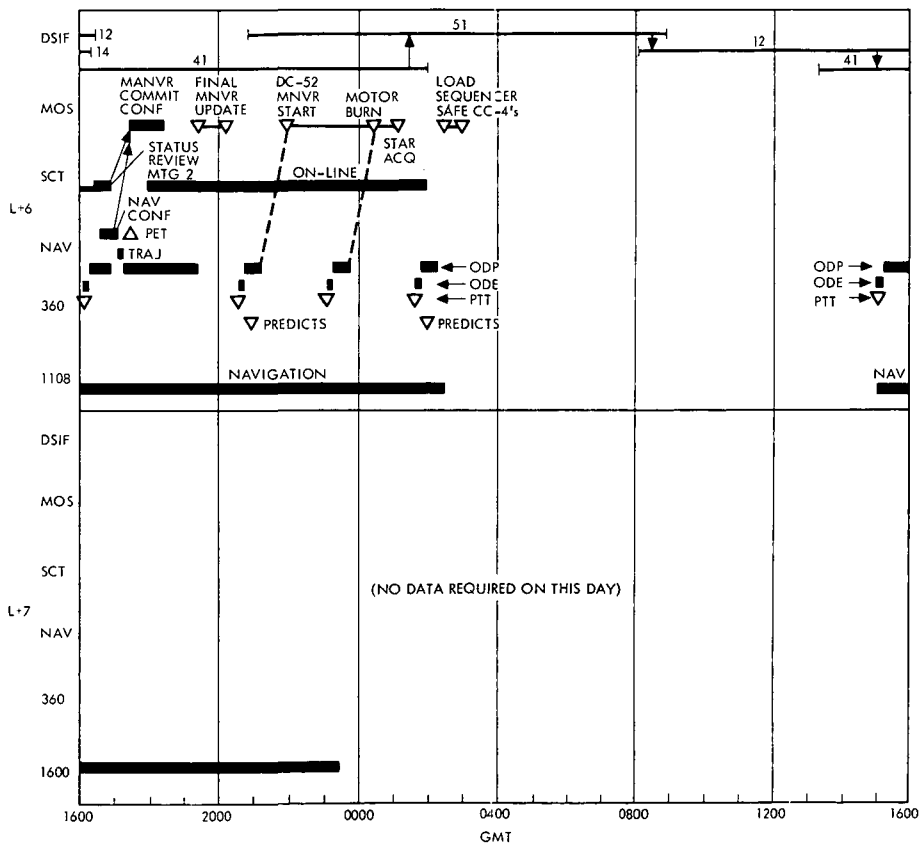 51
12
DSIF
14
12
41
41
MANVR
COMMIT
CONF
FINAL
MNVR
UPDATE
DC-52
MNVR
START
MOTOR
BURN
LOAD
SEQUENCER
SAFE CC-4's
MOS
STAR
ACQ
STATUS
REVIEW
MTG 2
SCT
ON-LINE
L+6
NAV
CONF
PET
NAV
TRAJ
ODP
ODP
ODE
ODE
360
PTT
PTT
PREDICTS
PREDICTS
1108
NAVIGATION
NAV
DSIF
MOS
SCT
(NO DATA REQUIRED ON THIS DAY)
L+7
NAV
360
1600
1600
2000
0000
0400
0800
1200
1600
GMT